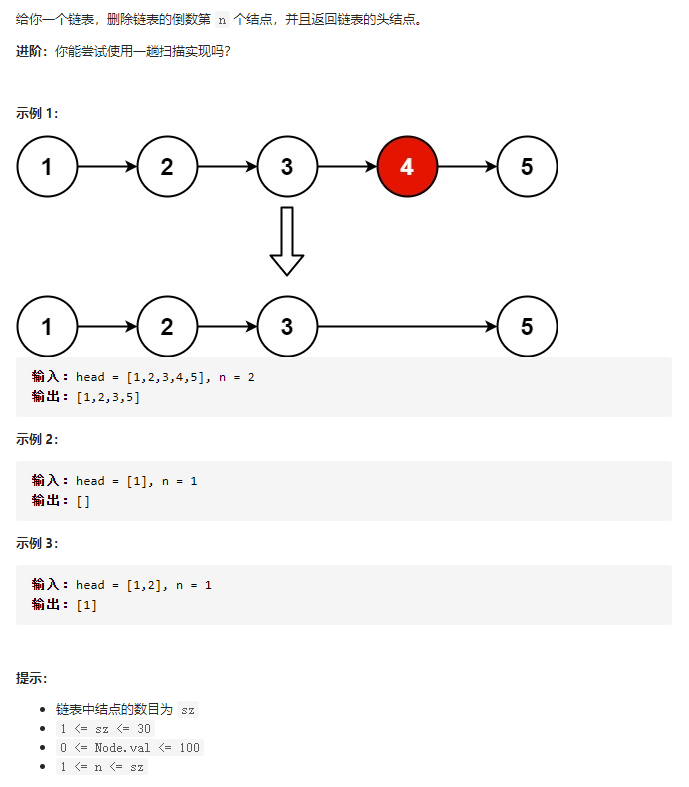 给你一个链表，删除链表的倒数第 n 个结点，并且返回链表的头结点。
进阶：你能尝试使用一趟扫描实现吗？
示例 1：
1 2 3 4 5
1 2 3 5
输入：head = [1,2,3,4,5], n = 2
输出：[1,2,3,5]
示例 2：
输入：head = [1], n = 1
输出：[]
示例 3：
输入：head = [1,2], n = 1
输出：[1]
提示：
链表中结点的数目为 sz
1 <= sz <= 30
0 <= Node.val <= 100
1 <= n <= sz